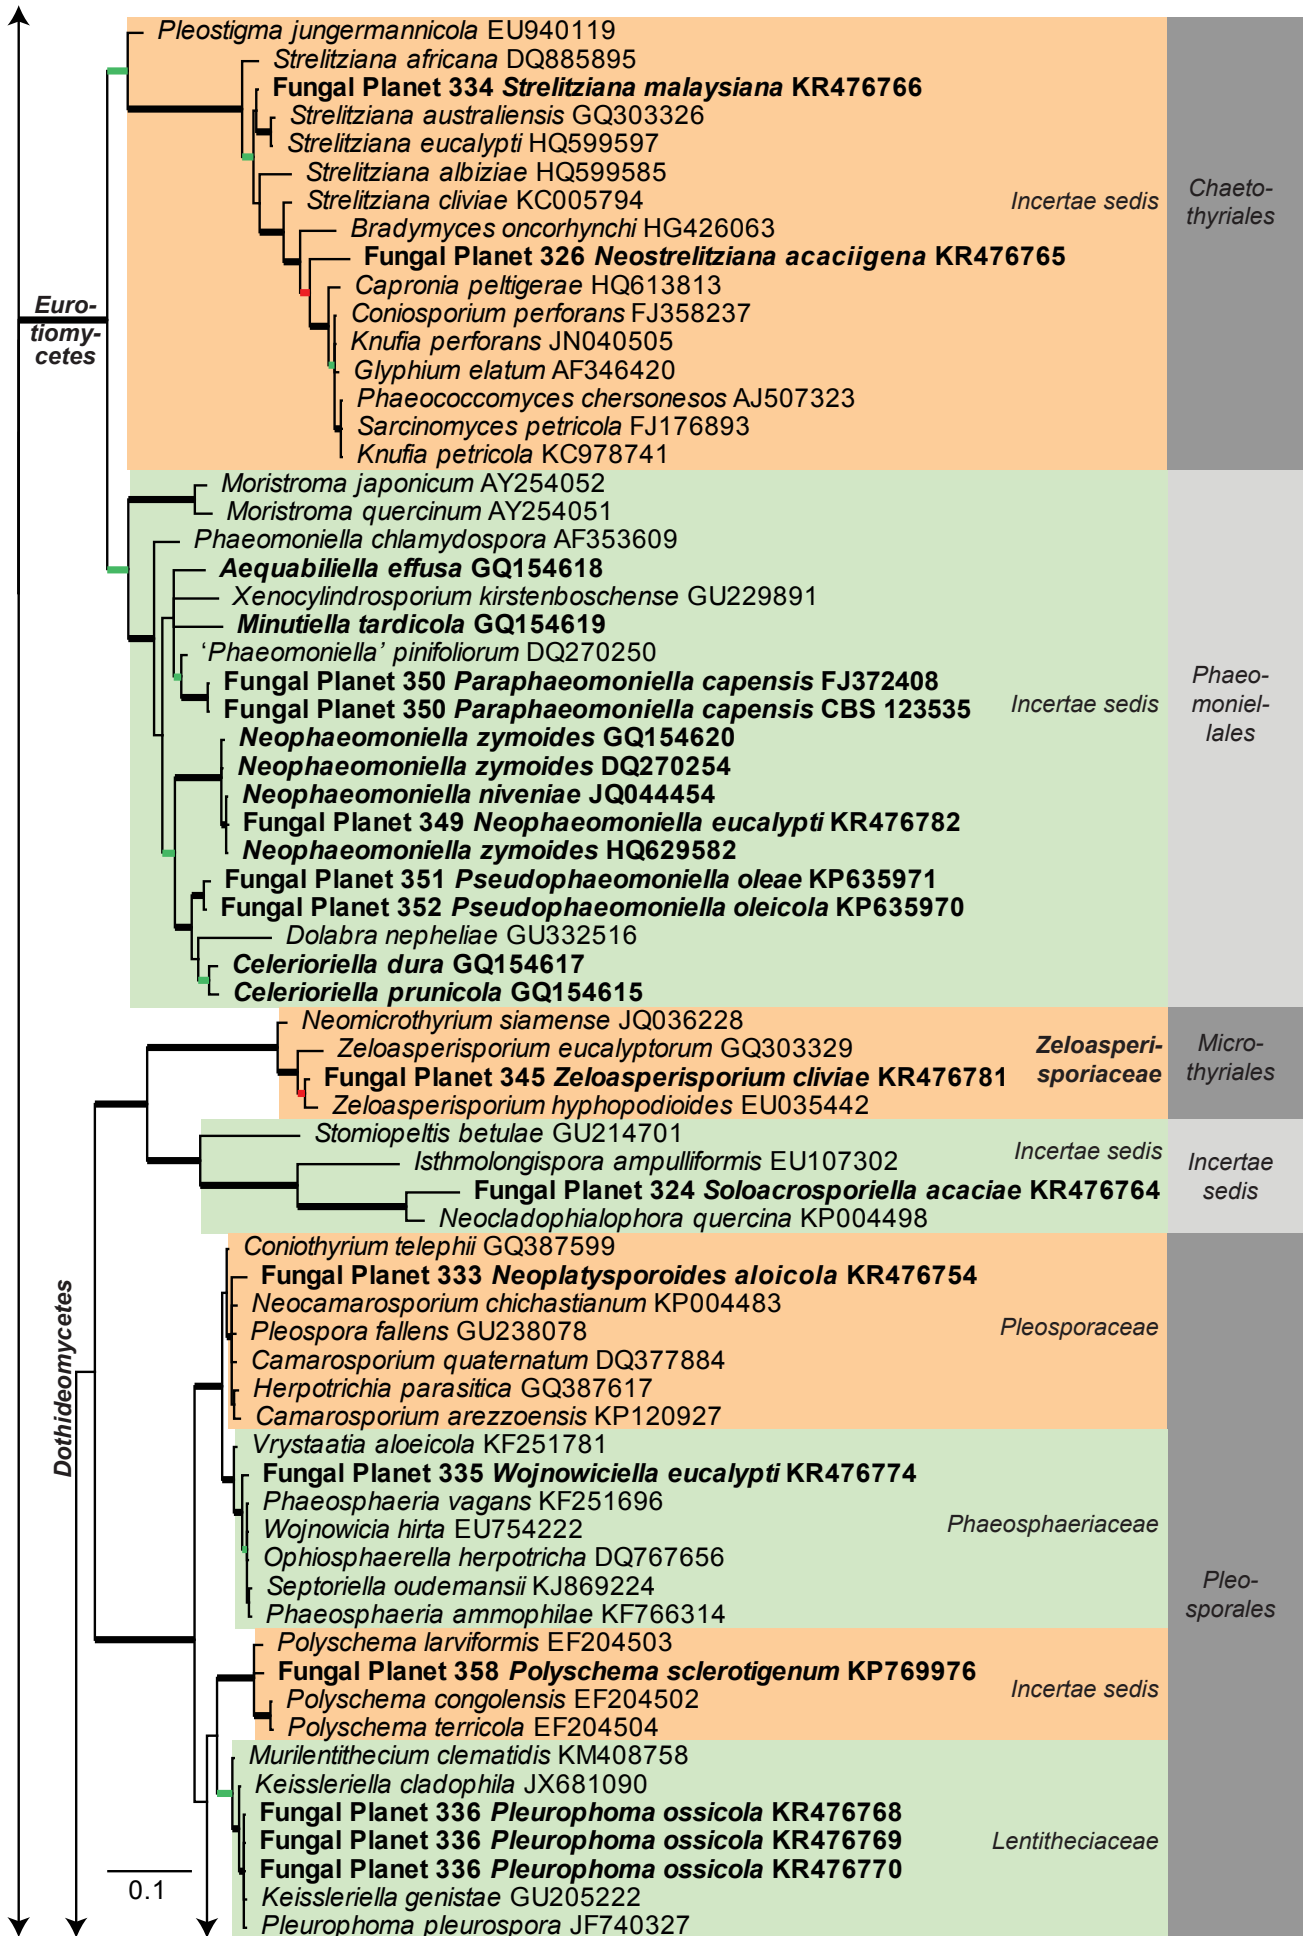 Pleostigma jungermannicola EU940119
Strelitziana africana DQ885895
Fungal Planet 334 Strelitziana malaysiana KR476766
Strelitziana australiensis GQ303326
Strelitziana eucalypti HQ599597
Strelitziana albiziae HQ599585
Strelitziana cliviae KC005794
Bradymyces oncorhynchi HG426063
Fungal Planet 326 Neostrelitziana acaciigena KR476765
Capronia peltigerae HQ613813
Coniosporium perforans FJ358237
Knufia perforans JN040505
Glyphium elatum AF346420
Phaeococcomyces chersonesos AJ507323
Sarcinomyces petricola FJ176893
Knufia petricola KC978741
Incertae sedis
Chaeto-
thyriales
Euro-
tiomy-
cetes
Moristroma japonicum AY254052
Moristroma quercinum AY254051
Phaeomoniella chlamydospora AF353609
Aequabiliella effusa GQ154618
Xenocylindrosporium kirstenboschense GU229891
Minutiella tardicola GQ154619
‘Phaeomoniella’ pinifoliorum DQ270250
Fungal Planet 350 Paraphaeomoniella capensis FJ372408
Fungal Planet 350 Paraphaeomoniella capensis CBS 123535
Neophaeomoniella zymoides GQ154620
Neophaeomoniella zymoides DQ270254
Neophaeomoniella niveniae JQ044454
Fungal Planet 349 Neophaeomoniella eucalypti KR476782
Neophaeomoniella zymoides HQ629582
Fungal Planet 351 Pseudophaeomoniella oleae KP635971
Fungal Planet 352 Pseudophaeomoniella oleicola KP635970
Dolabra nepheliae GU332516
Celerioriella dura GQ154617
Celerioriella prunicola GQ154615
Incertae sedis
Phaeo-
moniel-
lales
Neomicrothyrium siamense JQ036228
Zeloasperisporium eucalyptorum GQ303329
Fungal Planet 345 Zeloasperisporium cliviae KR476781
Zeloasperisporium hyphopodioides EU035442
Zeloasperi-
sporiaceae
Micro-
thyriales
Stomiopeltis betulae GU214701
Isthmolongispora ampulliformis EU107302
Fungal Planet 324 Soloacrosporiella acaciae KR476764
Neocladophialophora quercina KP004498
Incertae sedis
Incertae
sedis
Dothideomycetes
Coniothyrium telephii GQ387599
Fungal Planet 333 Neoplatysporoides aloicola KR476754
Neocamarosporium chichastianum KP004483
Pleospora fallens GU238078
Camarosporium quaternatum DQ377884
Herpotrichia parasitica GQ387617
Camarosporium arezzoensis KP120927
Pleosporaceae
Vrystaatia aloeicola KF251781
Fungal Planet 335 Wojnowiciella eucalypti KR476774
Phaeosphaeria vagans KF251696
Wojnowicia hirta EU754222
Ophiosphaerella herpotricha DQ767656
Septoriella oudemansii KJ869224
Phaeosphaeria ammophilae KF766314
Phaeosphaeriaceae
Pleo-
sporales
Polyschema larviformis EF204503
Fungal Planet 358 Polyschema sclerotigenum KP769976
Polyschema congolensis EF204502
Polyschema terricola EF204504
Incertae sedis
Murilentithecium clematidis KM408758
Keissleriella cladophila JX681090
Fungal Planet 336 Pleurophoma ossicola KR476768
Fungal Planet 336 Pleurophoma ossicola KR476769
Fungal Planet 336 Pleurophoma ossicola KR476770
Keissleriella genistae GU205222
Pleurophoma pleurospora JF740327
Lentitheciaceae
0.1